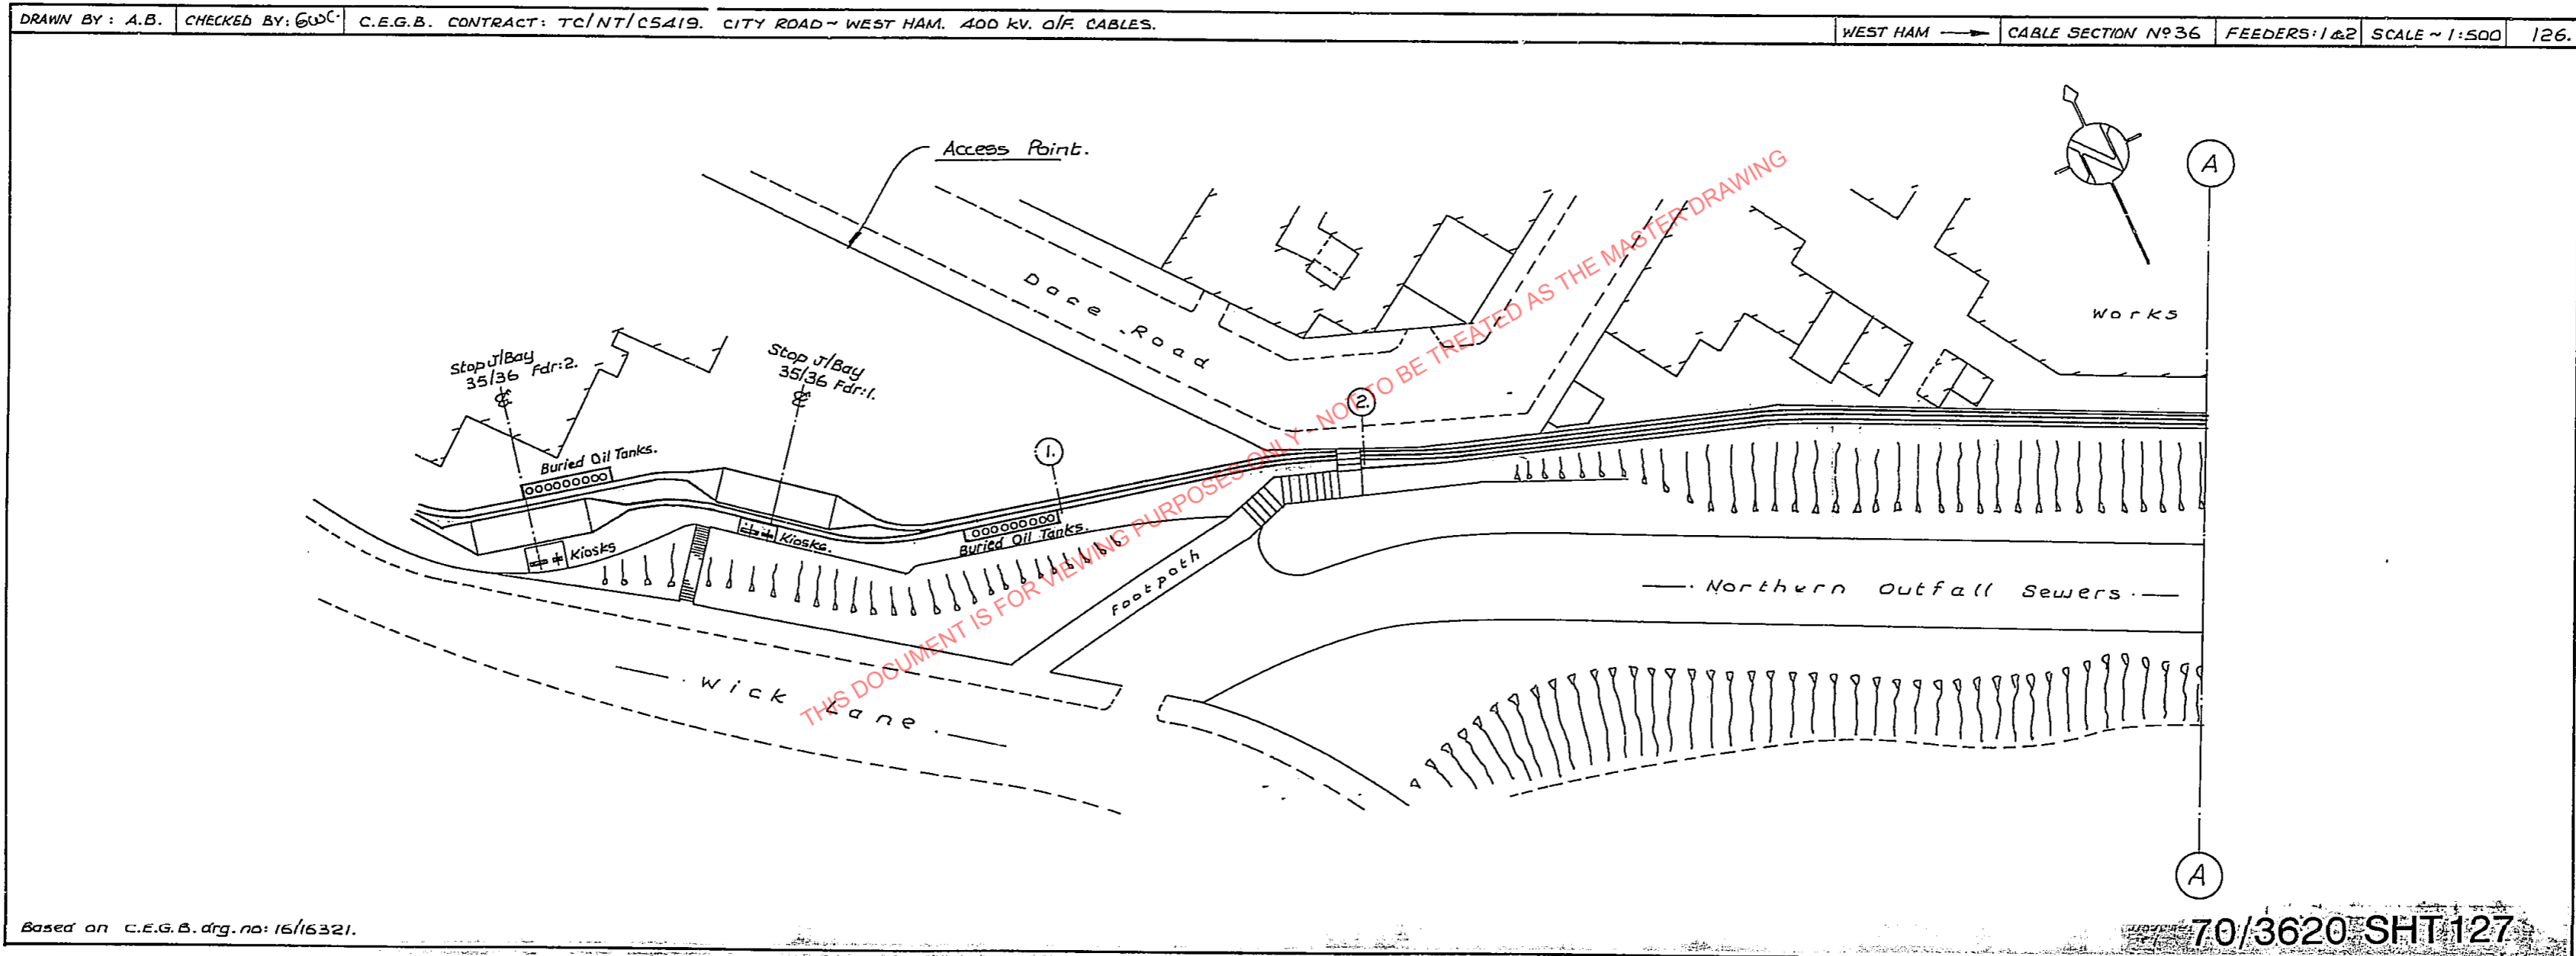 DRAWN BY : A.B.
CHECKED BY: GWC.
C.E.G.B. CONTRACT: TC/NT/C5419. CITY ROAD ~ WEST HAM. 400 KV. O/F. CABLES.
WEST HAM
CABLE SECTION Nº 36
FEEDERS: 1 & 2
SCALE ~ 1:500
126.
Access Point.
A
N
Dace Road
Works
Stop J/Bay
35/36 Fdr: 2.
℄
Stop J/Bay
35/36 Fdr: 1.
℄
Buried Oil Tanks.
1.
2.
Kiosks
Kiosks.
Buried Oil Tanks.
Footpath
Northern Outfall Sewers.
Wick Lane.
A
THIS DOCUMENT IS FOR VIEWING PURPOSES ONLY - NOT TO BE TREATED AS THE MASTER DRAWING
Based on C.E.G.B. drg. no: 16/16321.
70/3620 SHT 127